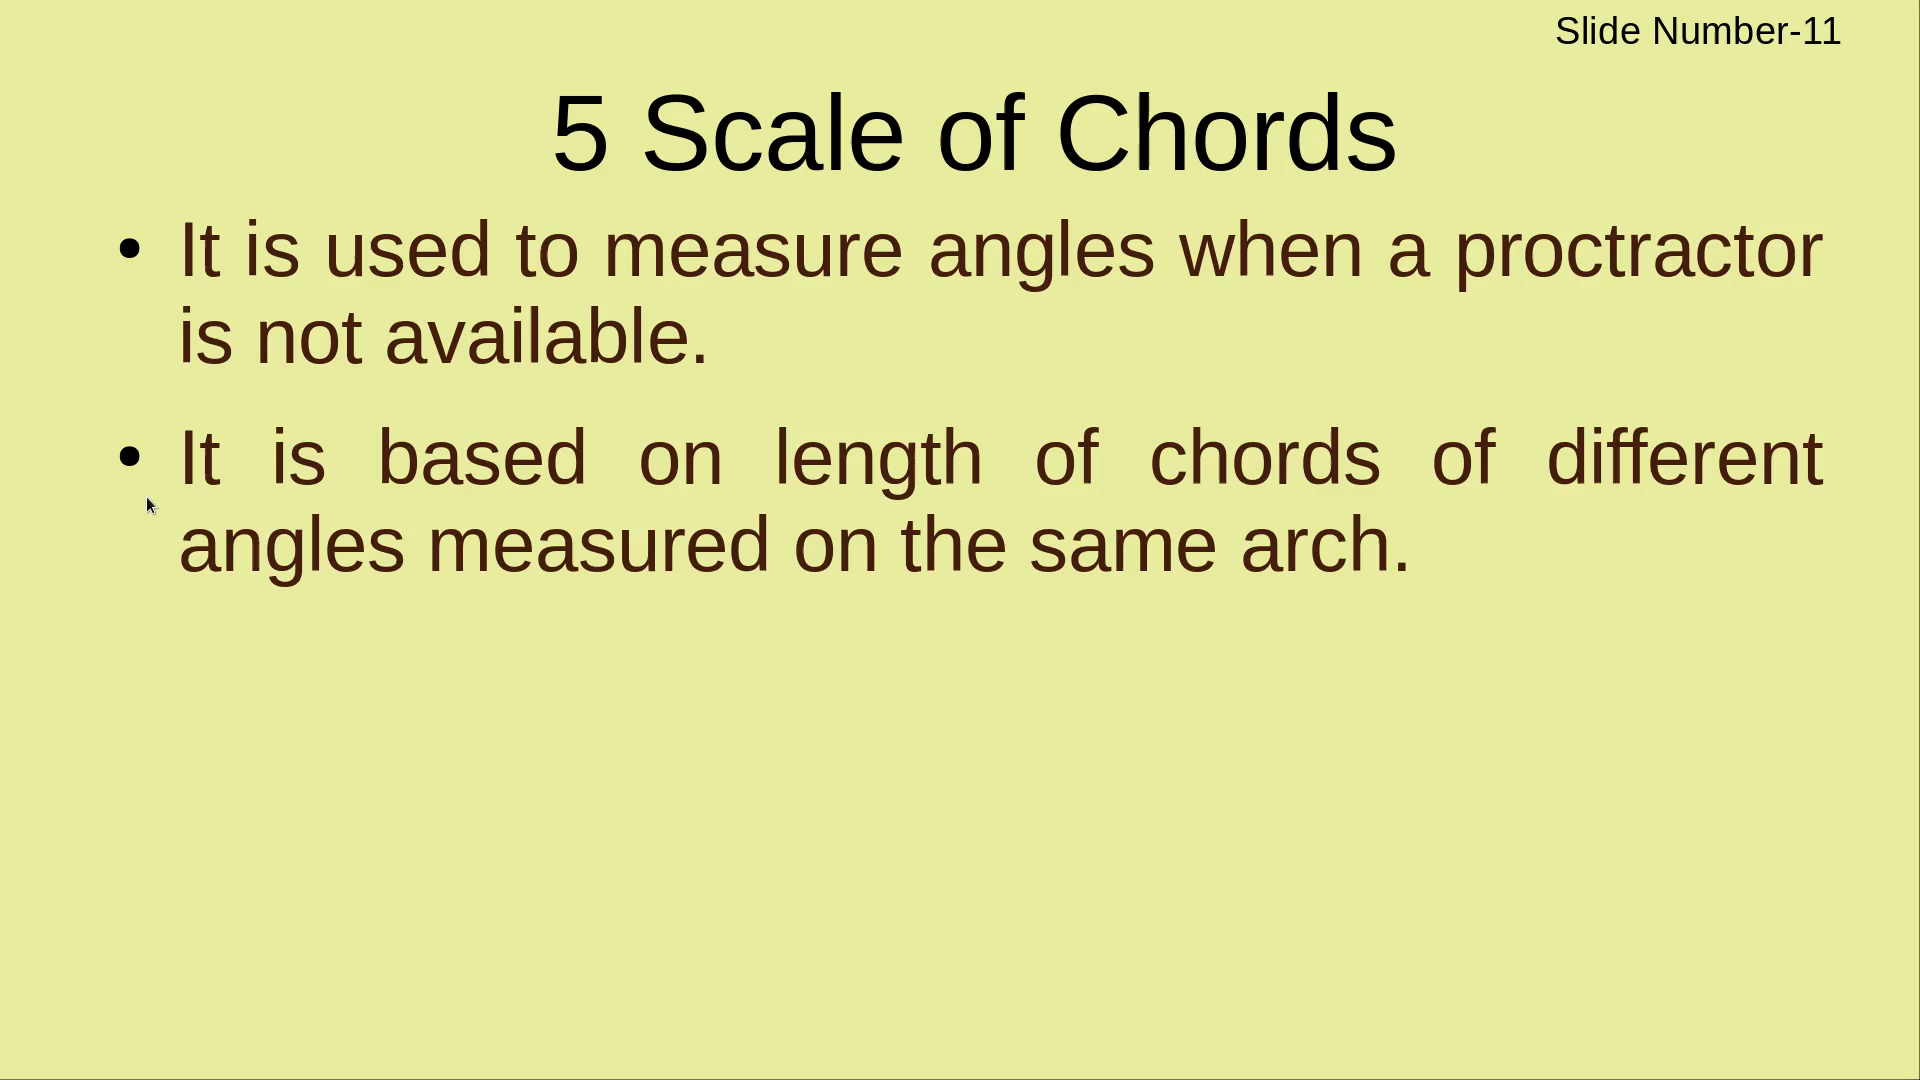 Slide Number-11
5 Scale of Chords
• It is used to measure angles when a proctractor
is not available.
• It is based on length of chords of different
angles measured on the same arch.